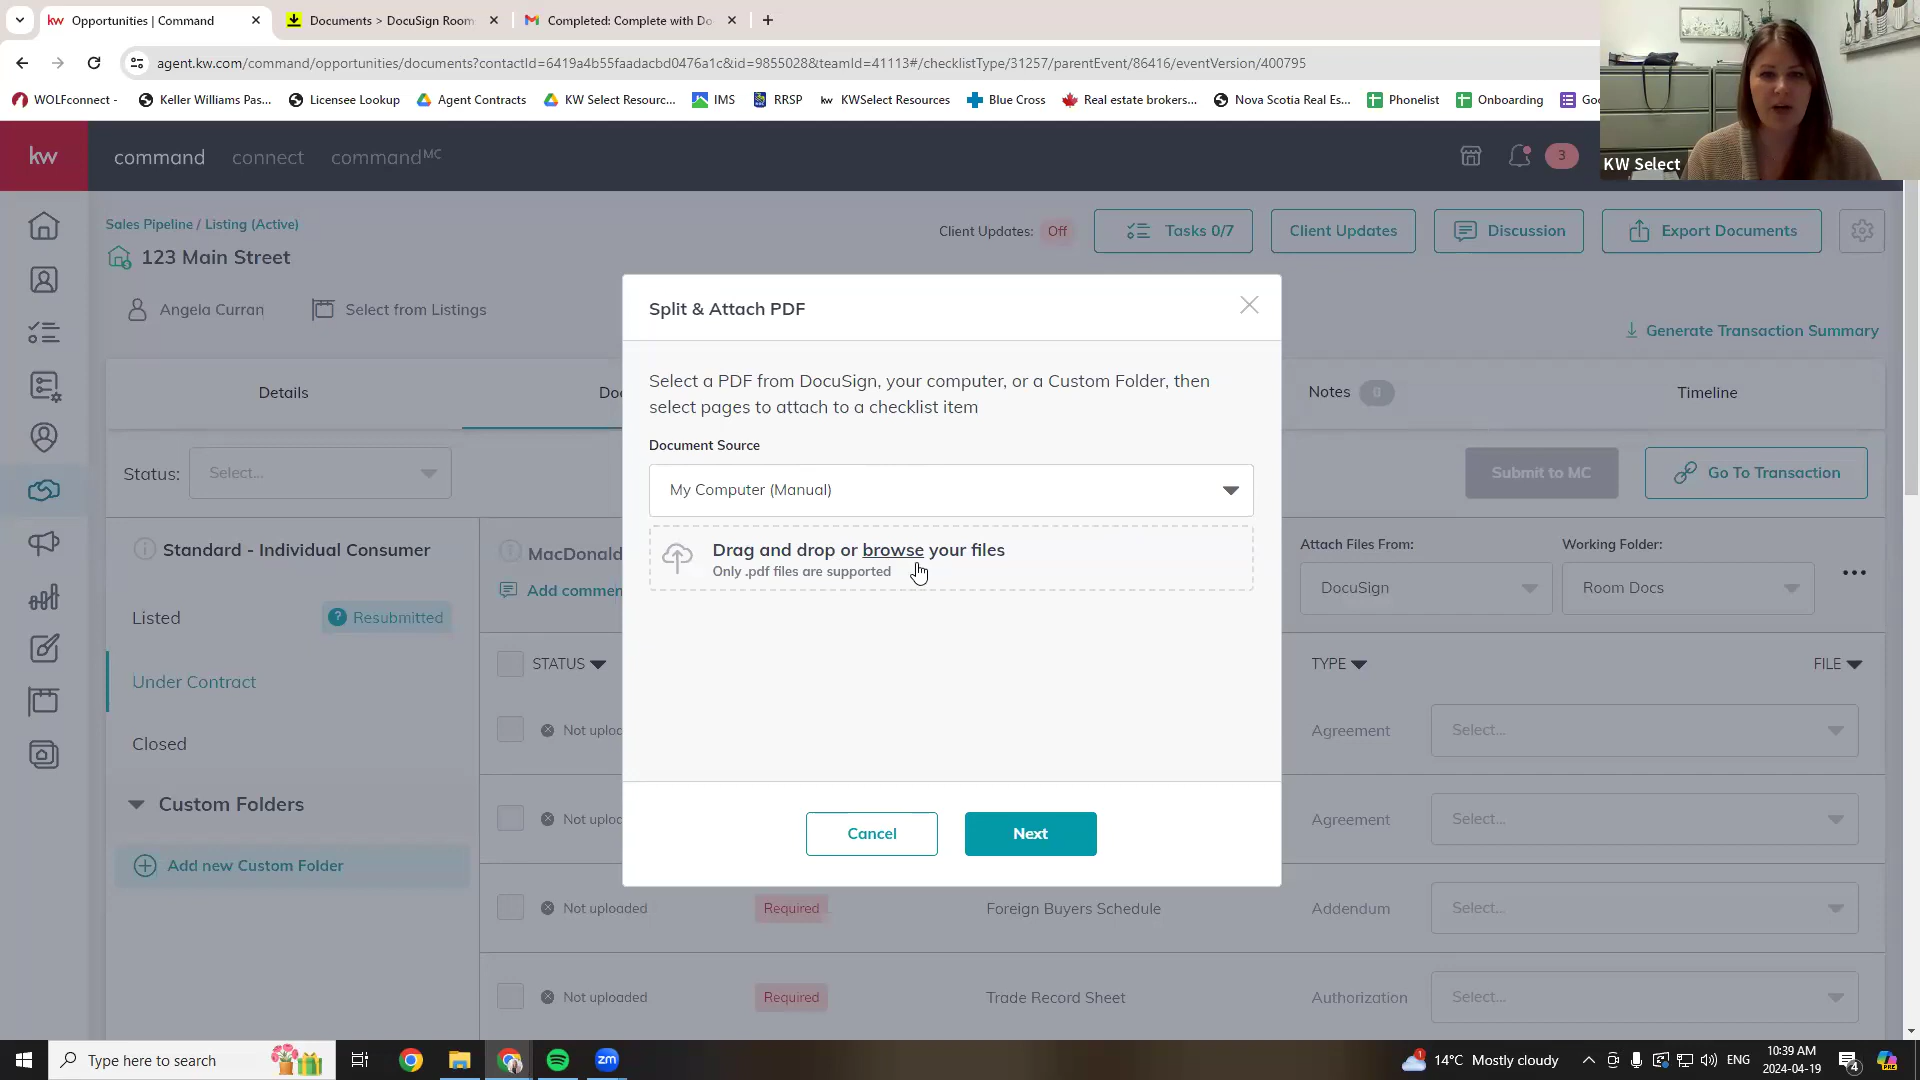 Opportunities | Command
Documents > DocuSign Room
Completed: Complete with Do
agent.kw.com/command/opportunities/documents?contactId=6419a4b55faadacbd0476a1c&id=9855028&teamId=41113#/checklistType/31257/parentEvent/86416/eventVersion/400795
WOLFconnect -
Keller Williams Pas...
Licensee Lookup
Agent Contracts
KW Select Resourc...
IMS
RRSP
KWSelect Resources
Blue Cross
Real estate brokers...
Nova Scotia Real Es...
Phonelist
Onboarding
Goo
KW Select
kw
command
connect
commandMC
3
Sales Pipeline / Listing (Active)
123 Main Street
Client Updates: Off
Tasks 0/7
Client Updates
Discussion
Export Documents
Angela Curran
Select from Listings
Generate Transaction Summary
Details
Doc
Notes 0
Timeline
Status: Select...
Submit to MC
Go To Transaction
Standard - Individual Consumer
Listed
Resubmitted
Under Contract
Closed
Custom Folders
Add new Custom Folder
MacDonald
Add commen
Attach Files From:
DocuSign
Working Folder:
Room Docs
STATUS
TYPE
FILE
Not uploa
Agreement
Select...
Not uploa
Agreement
Select...
Not uploaded
Required
Foreign Buyers Schedule
Addendum
Select...
Not uploaded
Required
Trade Record Sheet
Authorization
Select...
Split & Attach PDF
Select a PDF from DocuSign, your computer, or a Custom Folder, then
select pages to attach to a checklist item
Document Source
My Computer (Manual)
Drag and drop or browse your files
Only .pdf files are supported
Cancel
Next
Type here to search
zm
1
14°C Mostly cloudy
ENG
10:39 AM
2024-04-19
4
PRE